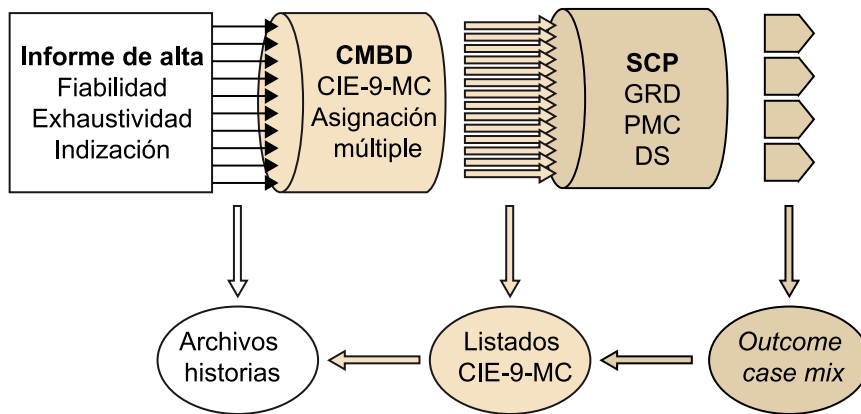 Informe de alta
Fiabilidad
Exhaustividad
Indización
CMBD
CIE-9-MC
Asignación
múltiple
SCP
GRD
PMC
DS
Archivos
historias
Listados
CIE-9-MC
Outcome
case mix